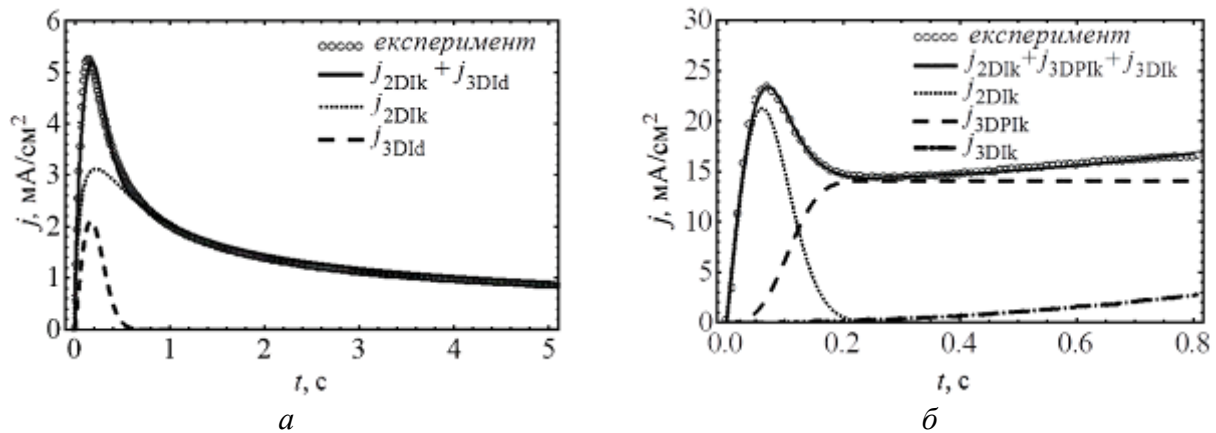 6
5
4
3
2
1
0
j, мА/см²
ооооо експеримент
j2DIk + j3DId
j2DIk
j3DId
0 1 2 3 4 5
t, с
а
30
25
20
15
10
5
0
j, мА/см²
ооооо експеримент
j2DIk+j3DPIk+j3DIk
j2DIk
j3DPIk
j3DIk
0.0 0.2 0.4 0.6 0.8
t, с
б